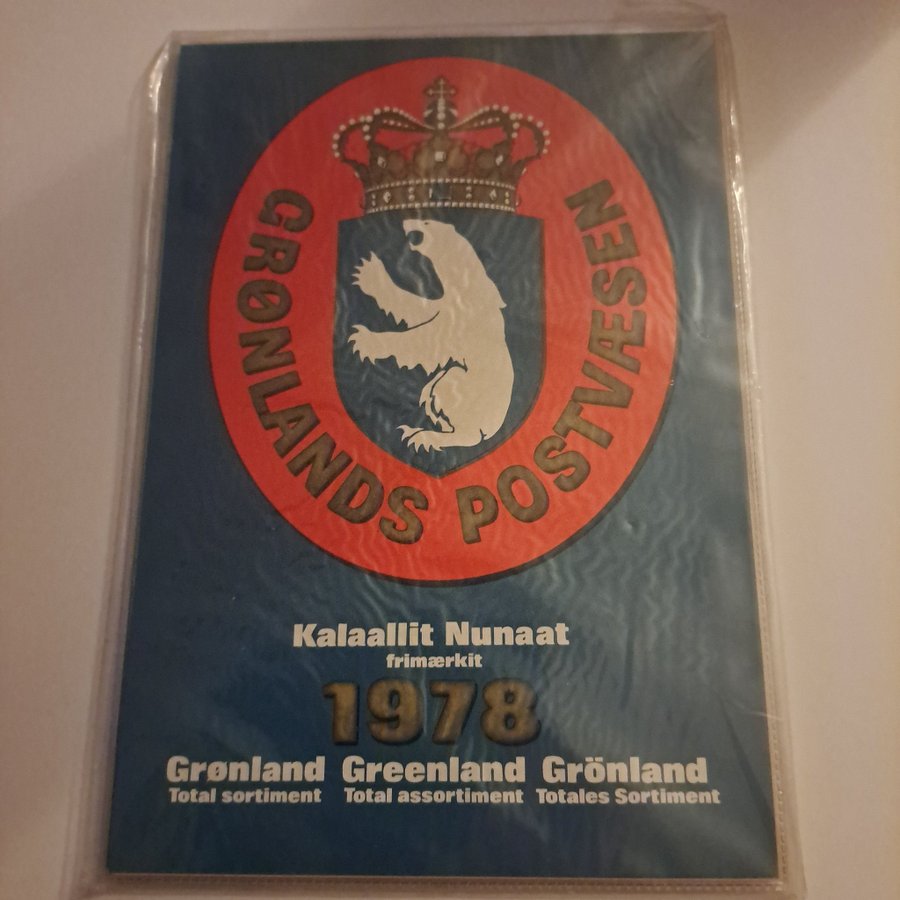 GRØNLANDS POSTVÆSEN
Kalaallit Nunaat
frimærkit
1978
Grønland Greenland Grönland
Total sortiment Total assortiment Totales Sortiment